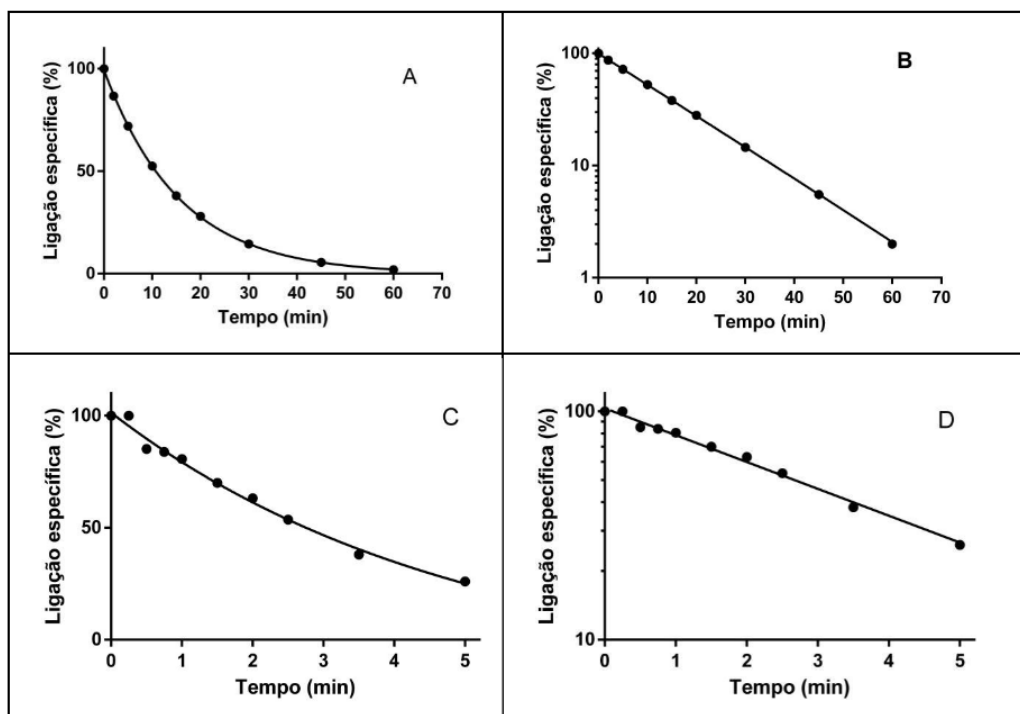 A
Ligação específica (%)
100
50
0
0 10 20 30 40 50 60 70
Tempo (min)
B
Ligação específica (%)
100
10
1
0 10 20 30 40 50 60 70
Tempo (min)
C
Ligação específica (%)
100
50
0
0 1 2 3 4 5
Tempo (min)
D
Ligação específica (%)
100
10
0 1 2 3 4 5
Tempo (min)